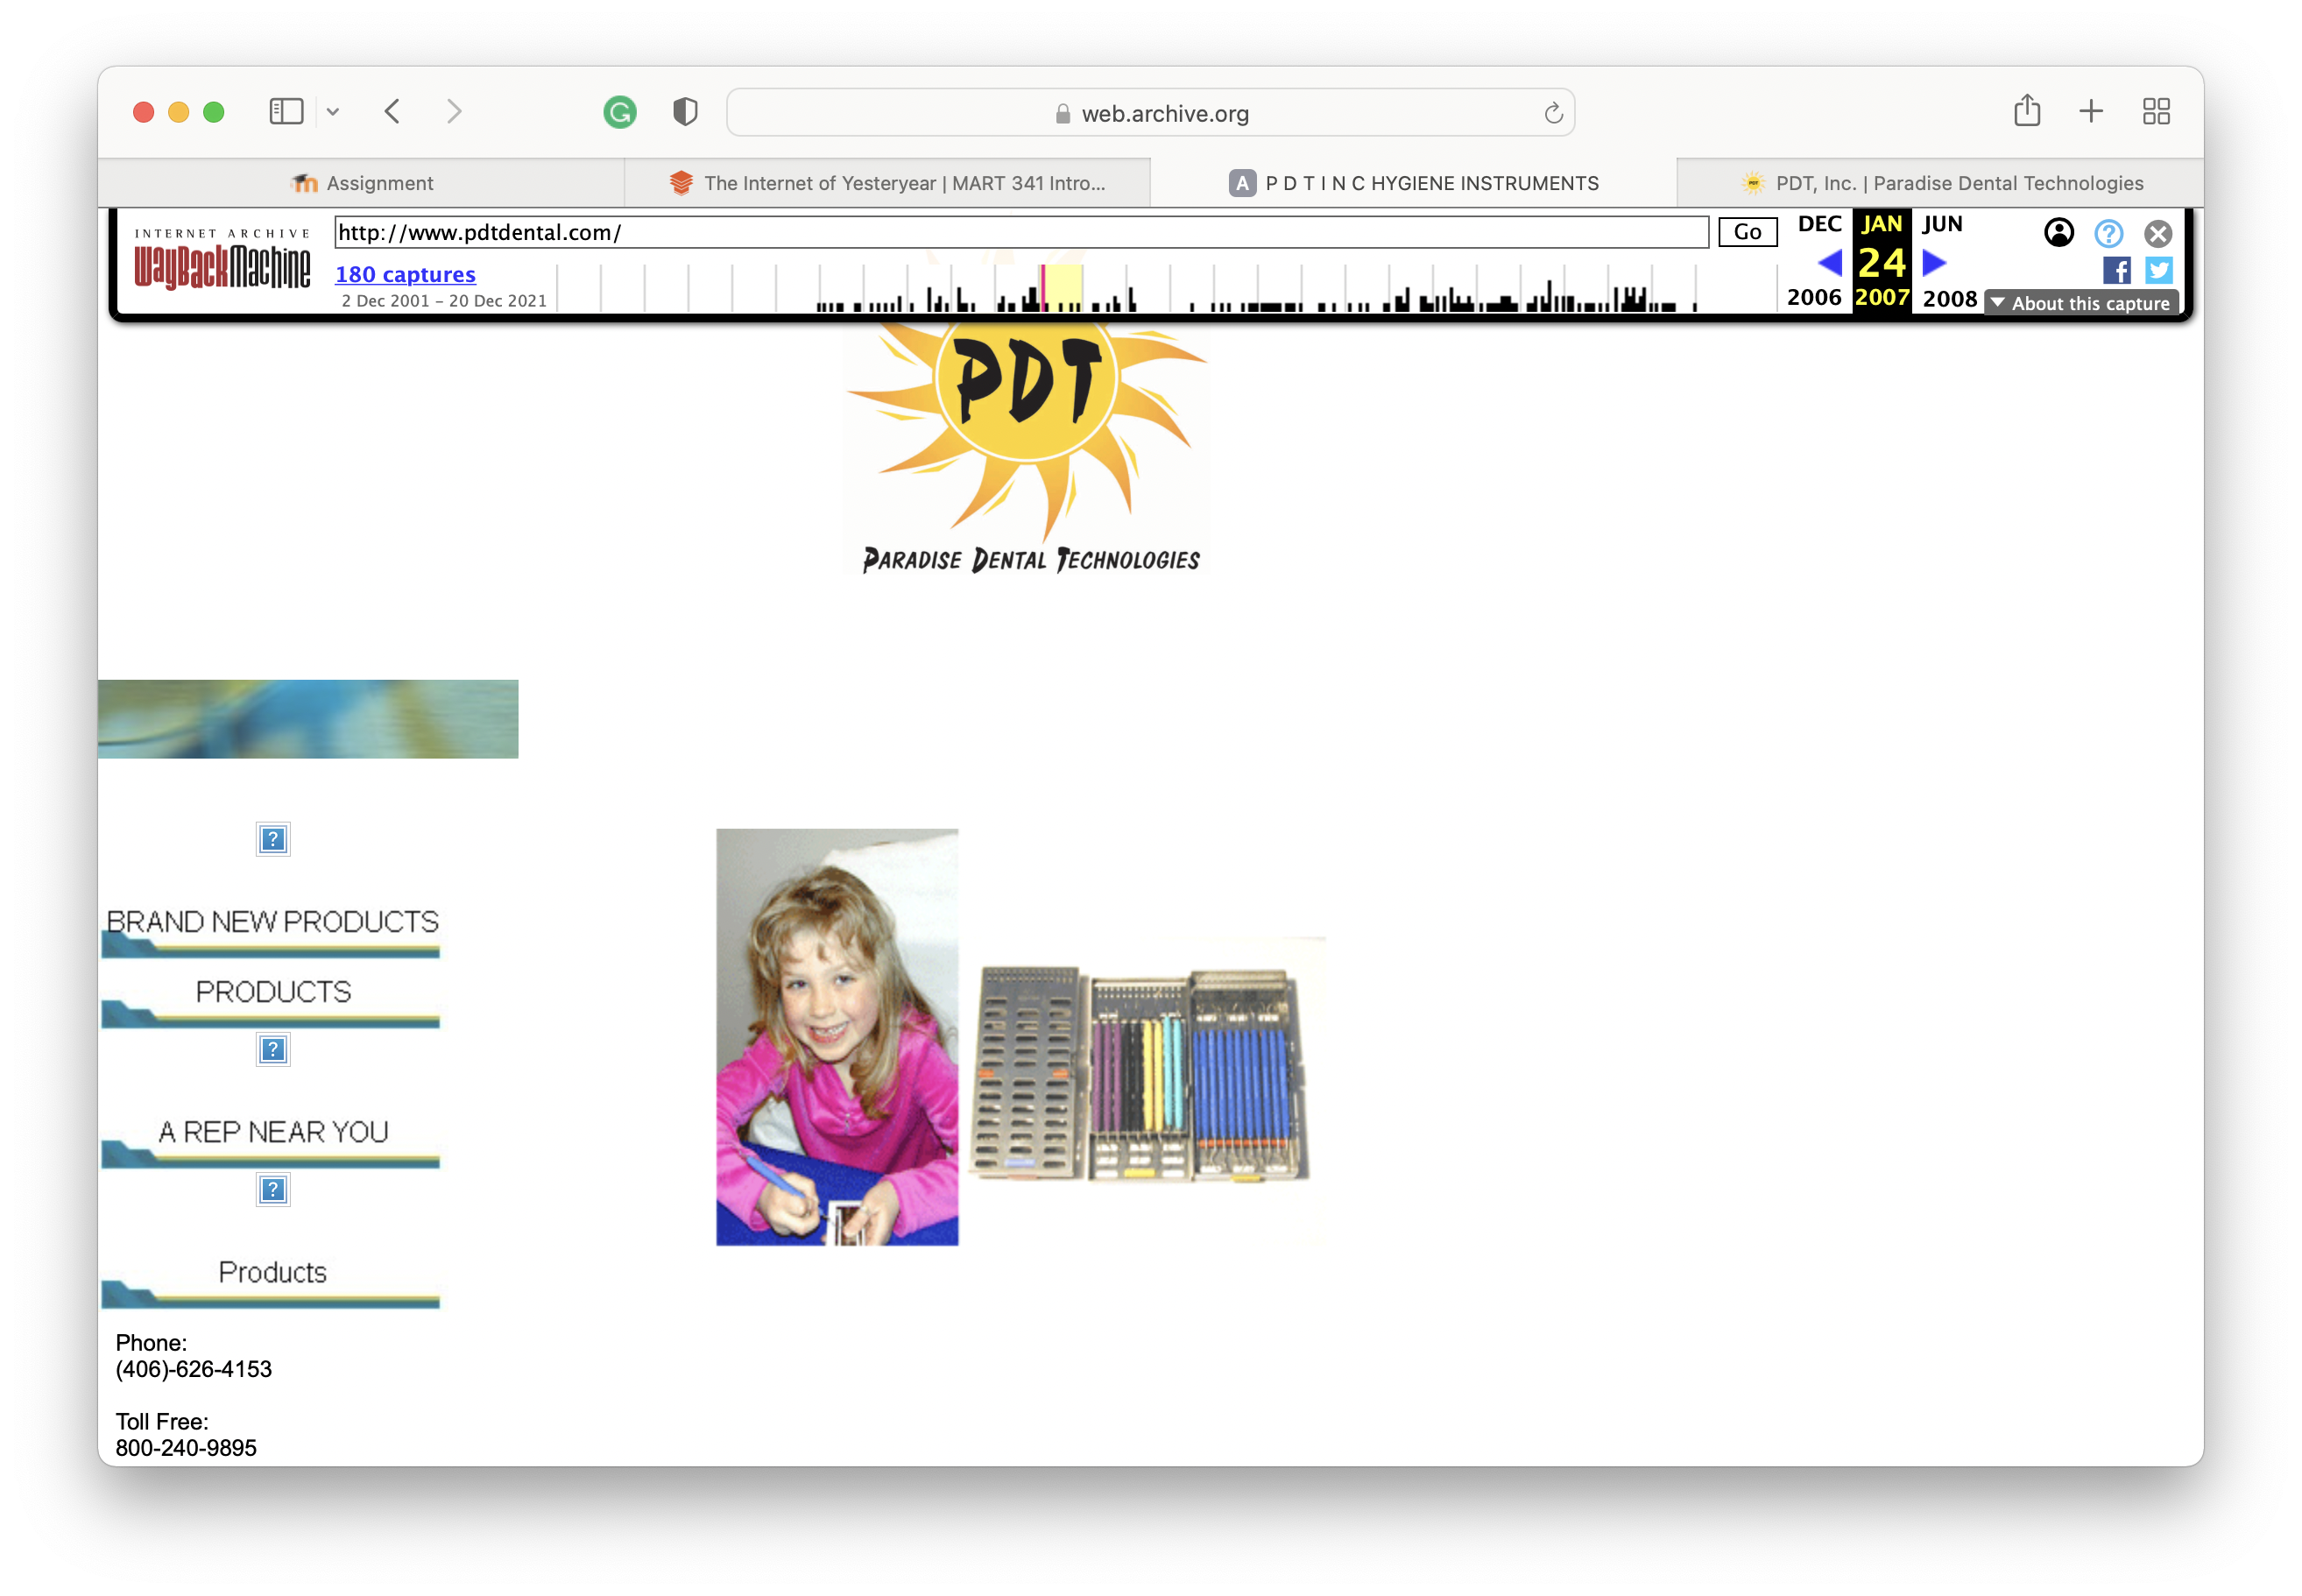 web.archive.org
Assignment
The Internet of Yesteryear | MART 341 Intro...
A
P D T I N C HYGIENE INSTRUMENTS
PDT, Inc. | Paradise Dental Technologies
INTERNET ARCHIVE
WayBackMachine
http://www.pdtdental.com/
Go
DEC
JAN
JUN
180 captures
24
2 Dec 2001 – 20 Dec 2021
2006
2007
2008
▼ About this capture
PDT
PARADISE DENTAL TECHNOLOGIES
BRAND NEW PRODUCTS
PRODUCTS
A REP NEAR YOU
Products
Phone:
(406)-626-4153
Toll Free:
800-240-9895